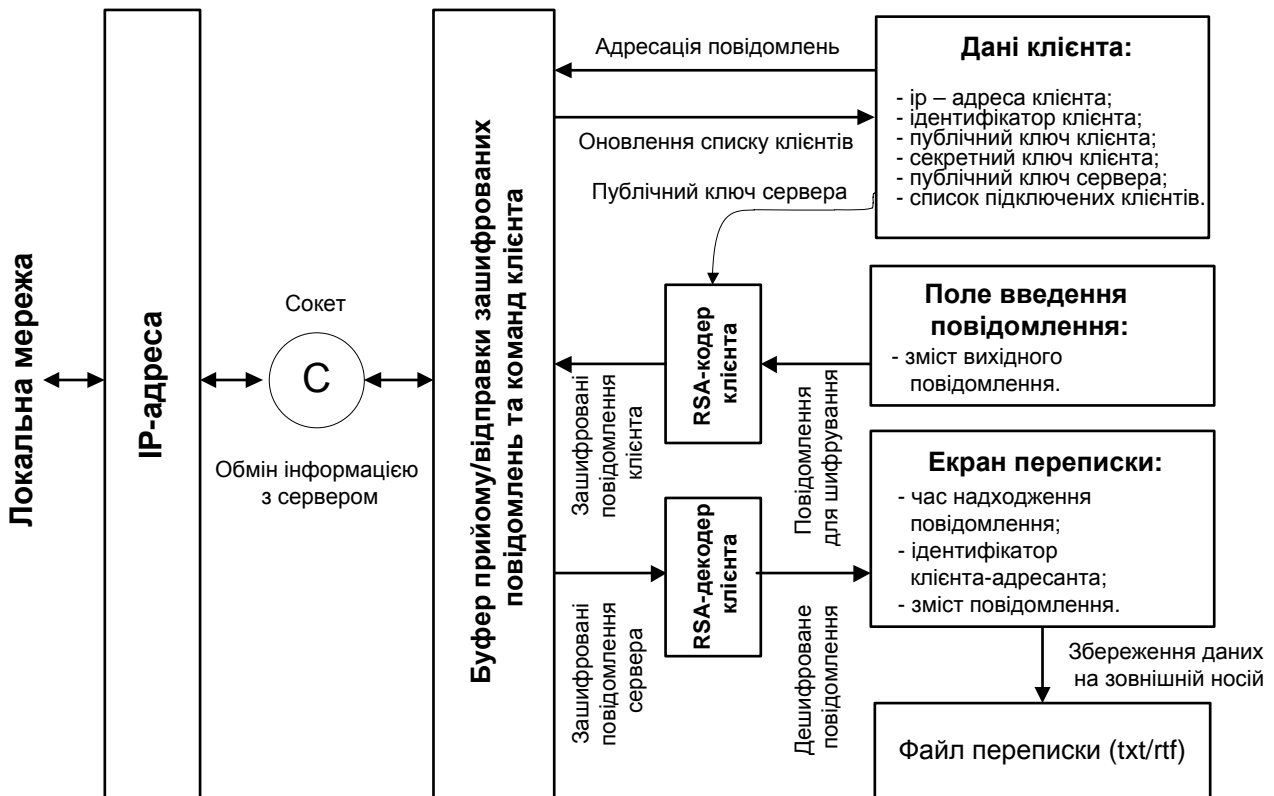 Локальна мережа
IP-адреса
Сокет
С
Обмін інформацією
з сервером
Буфер прийому/відправки зашифрованих
повідомлень та команд клієнта
Адресація повідомлень
Оновлення списку клієнтів
Публічний ключ сервера
Дані клієнта:
- ip – адреса клієнта;
- ідентифікатор клієнта;
- публічний ключ клієнта;
- секретний ключ клієнта;
- публічний ключ сервера;
- список підключених клієнтів.
RSA-кодер
клієнта
Зашифровані
повідомлення
клієнта
Повідомлення
для шифрування
Поле введення
повідомлення:
- зміст вихідного
повідомлення.
RSA-декодер
клієнта
Зашифровані
повідомлення
сервера
Дешифроване
повідомлення
Екран переписки:
- час надходження
повідомлення;
- ідентифікатор
клієнта-адресанта;
- зміст повідомлення.
Збереження даних
на зовнішній носій
Файл переписки (txt/rtf)